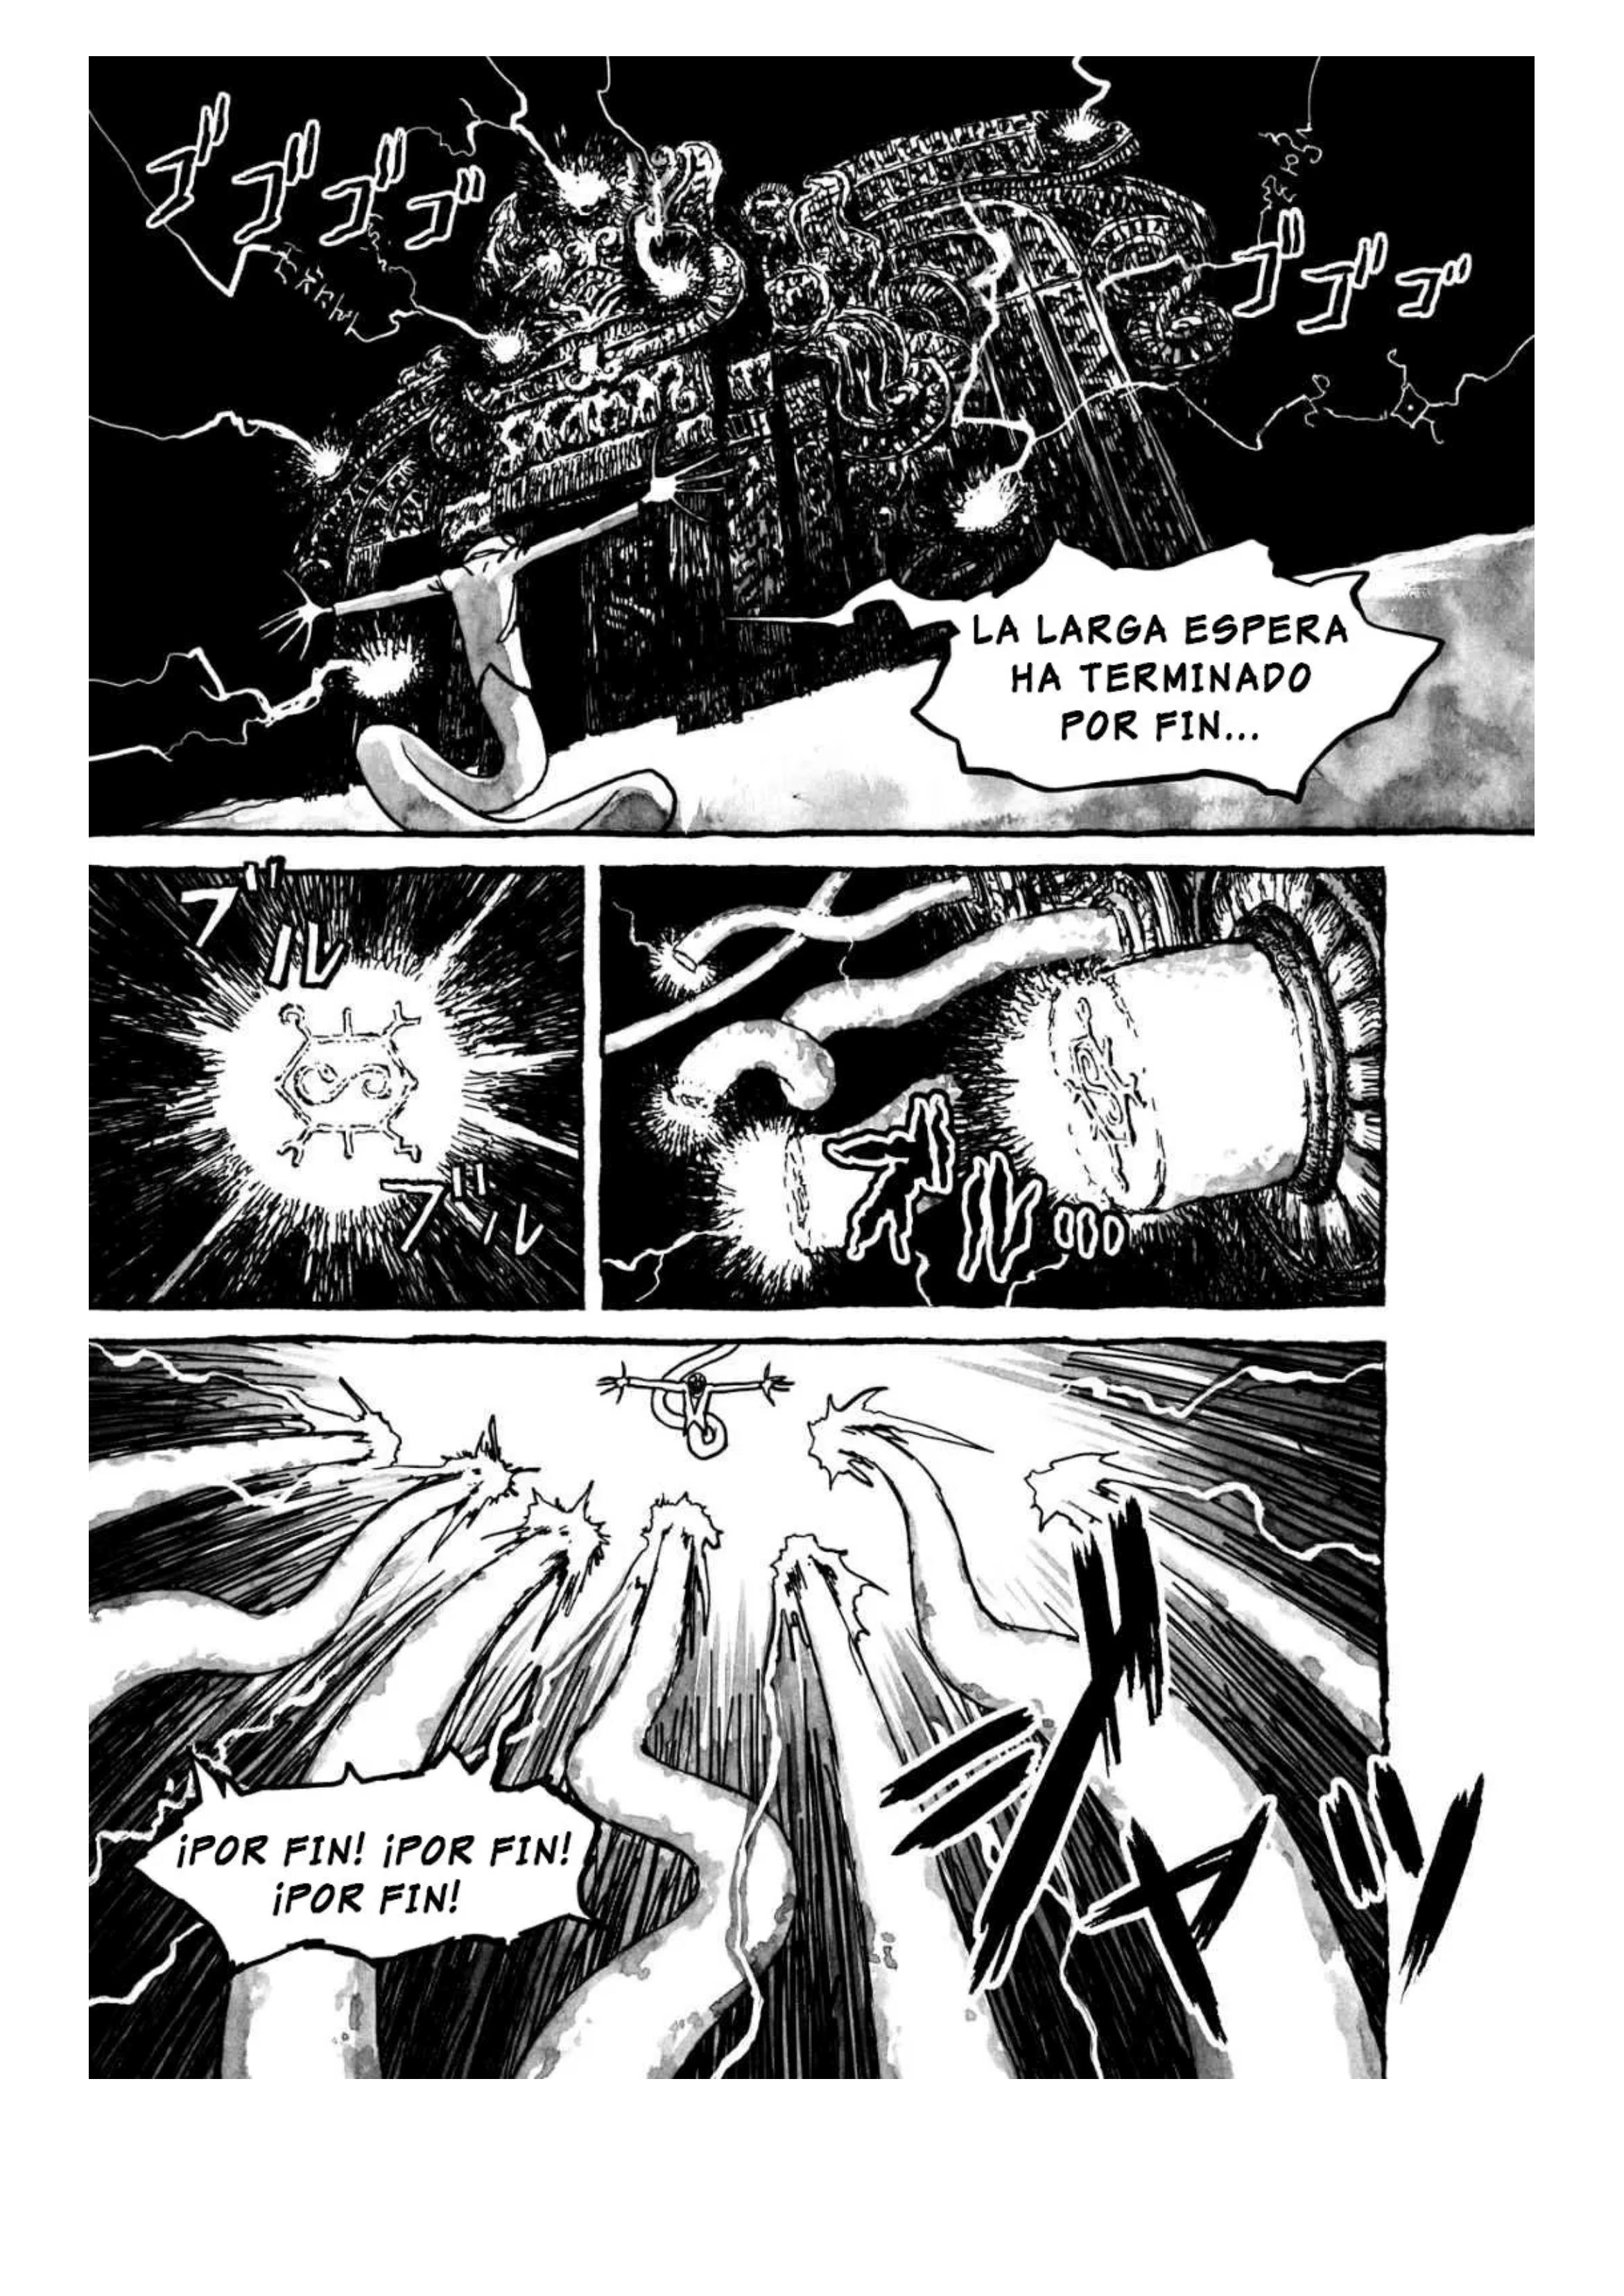 ゴゴゴゴ
ゴゴゴ
LA LARGA ESPERA
HA TERMINADO
POR FIN...
ブル
ブル
ズル...
¡POR FIN! ¡POR FIN!
¡POR FIN!
ジャッ